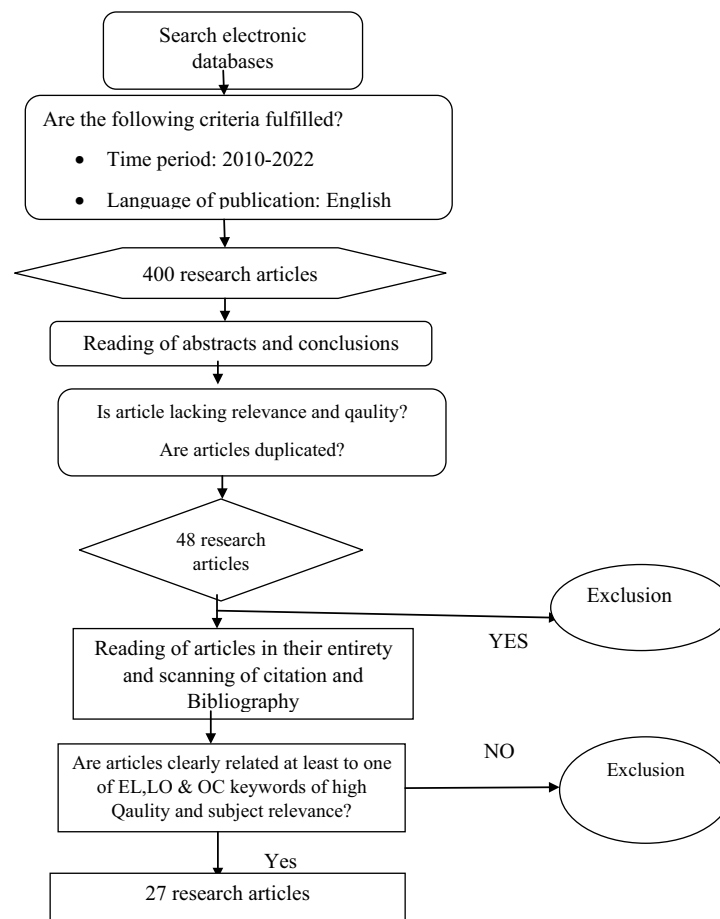 Search electronic
databases
Are the following criteria fulfilled?
• Time period: 2010-2022
• Language of publication: English
400 research articles
Reading of abstracts and conclusions
Is article lacking relevance and qaulity?
Are articles duplicated?
48 research
articles
Exclusion
YES
Reading of articles in their entirety
and scanning of citation and
Bibliography
NO
Are articles clearly related at least to one
of EL,LO & OC keywords of high
Qaulity and subject relevance?
Exclusion
Yes
27 research articles